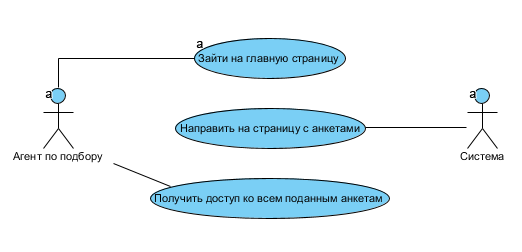 a
Зайти на главную страницу
a
a
Направить на страницу с анкетами
Агент по подбору
Система
Получить доступ ко всем поданным анкетам